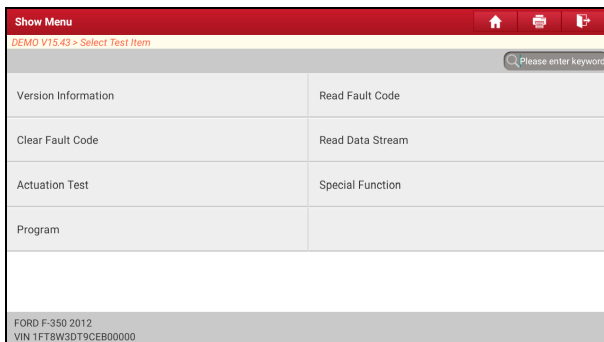 Show Menu
DEMO V15.43 > Select Test Item
Please enter keyword
Version Information
Read Fault Code
Clear Fault Code
Read Data Stream
Actuation Test
Special Function
Program
FORD F-350 2012
VIN 1FT8W3DT9CEB00000